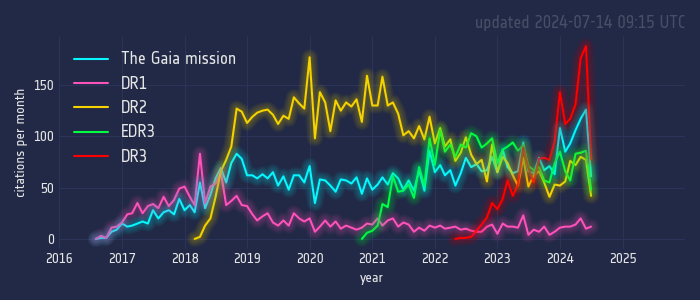 updated 2024-07-14 09:15 UTC
The Gaia mission
DR1
DR2
EDR3
DR3
citations per month
150
100
50
0
2016 2017 2018 2019 2020 2021 2022 2023 2024 2025
year